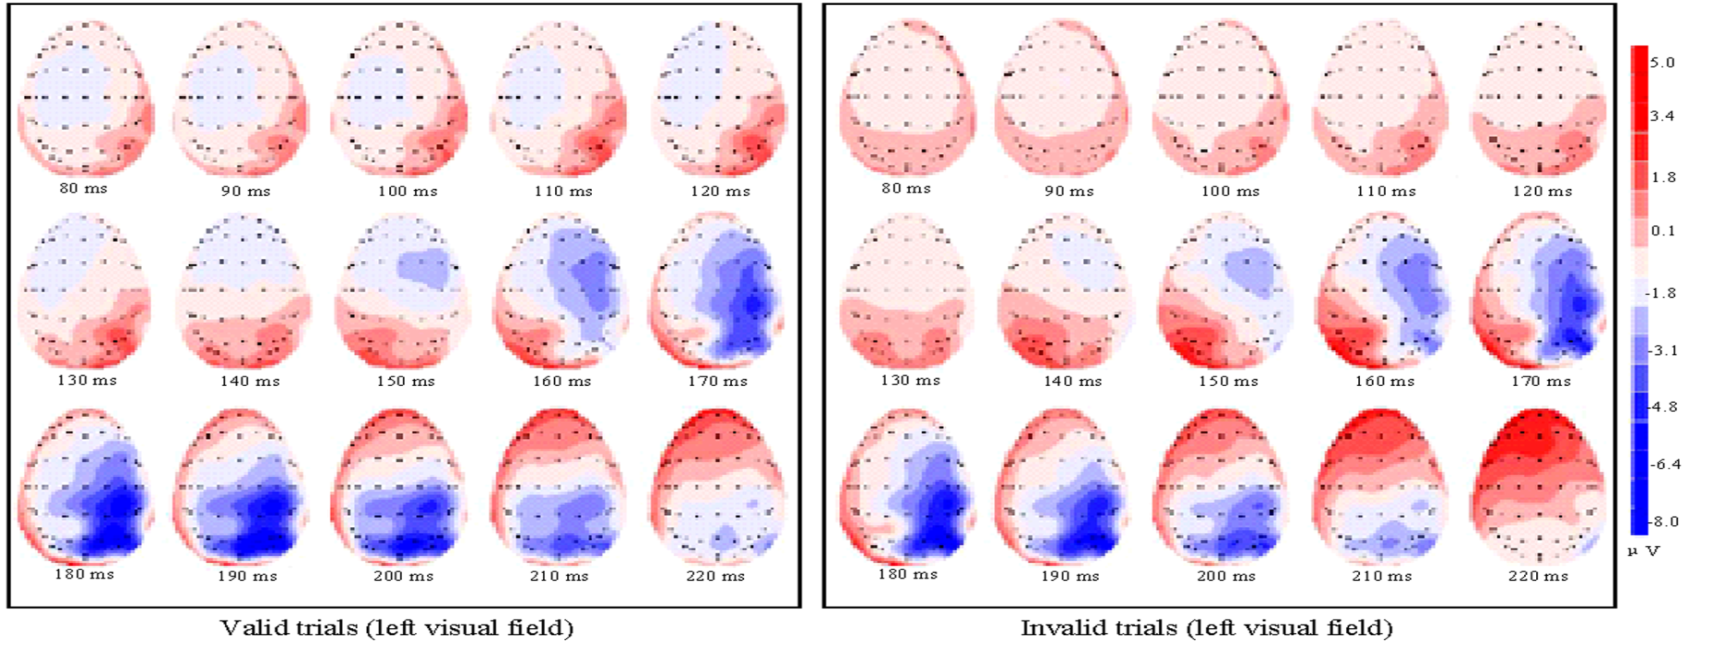 80 ms 90 ms 100 ms 110 ms 120 ms
130 ms 140 ms 150 ms 160 ms 170 ms
180 ms 190 ms 200 ms 210 ms 220 ms
Valid trials (left visual field)
80 ms 90 ms 100 ms 110 ms 120 ms
130 ms 140 ms 150 ms 160 ms 170 ms
180 ms 190 ms 200 ms 210 ms 220 ms
Invalid trials (left visual field)
5.0
3.4
1.8
0.1
-1.8
-3.1
-4.8
-6.4
-8.0
μ V